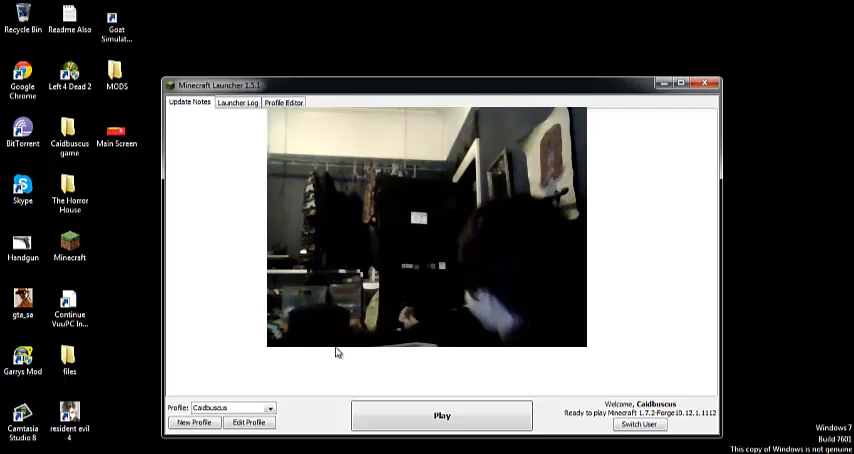 Recycle Bin
Readme Also
Goat
Simulat...
Google
Chrome
Left 4 Dead 2
MODS
BitTorrent
Caidbuscus
game
Main Screen
Skype
The Horror
House
Handgun
Minecraft
gta_sa
Continue
VuuPC In...
Garrys Mod
files
Camtasia
Studio 8
resident evil
4
Minecraft Launcher 1.5.1
Update Notes
Launcher Log
Profile Editor
Profile: Caidbuscus
New Profile
Edit Profile
Play
Welcome, Caidbuscus
Ready to play Minecraft 1.7.2-Forge10.12.1.1112
Switch User
Windows 7
Build 7601
This copy of Windows is not genuine